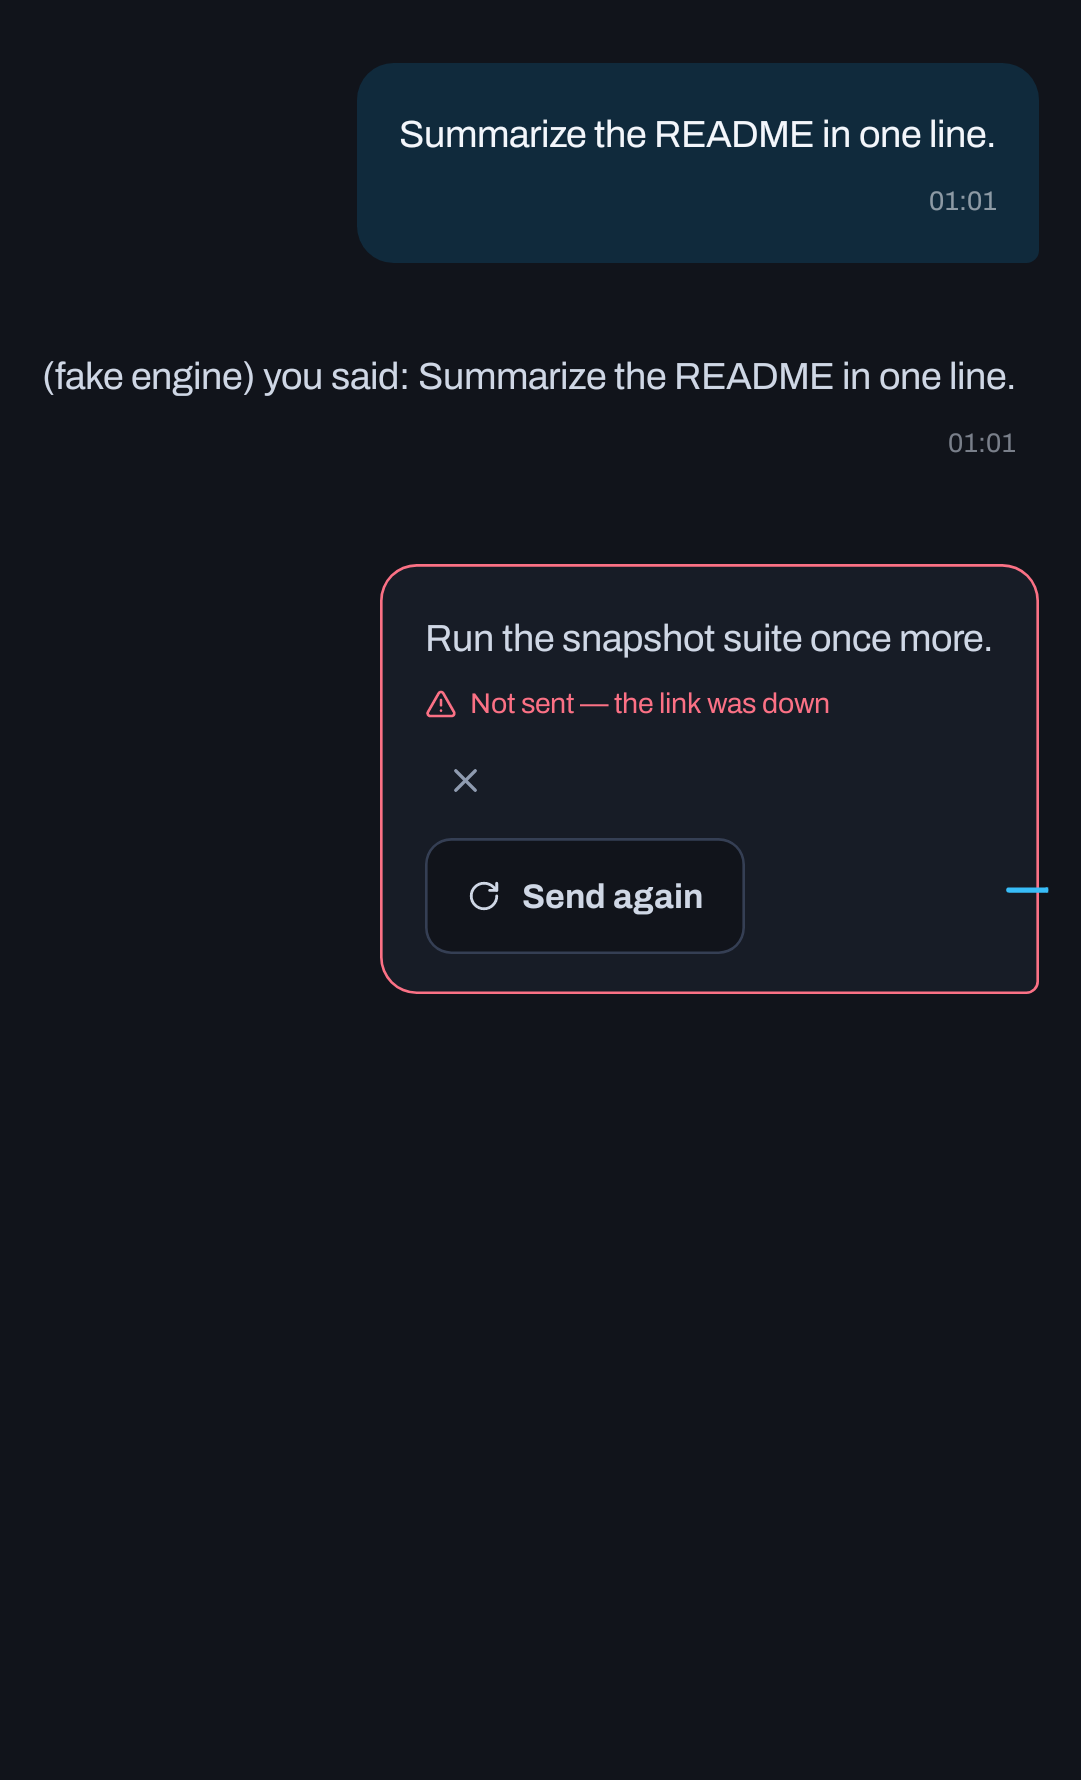 Summarize the README in one line.
01:01
(fake engine) you said: Summarize the README in one line.
01:01
Run the snapshot suite once more.
Not sent — the link was down
Send again